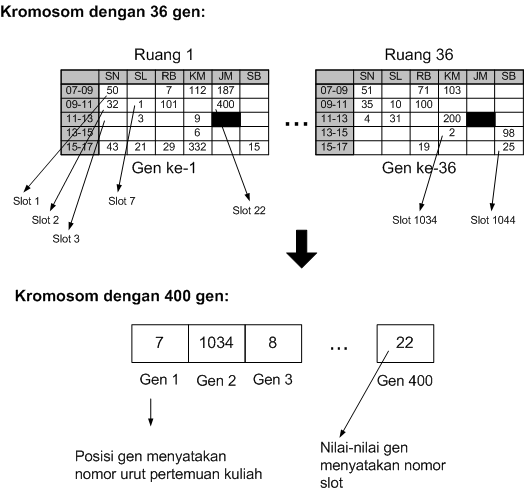 Kromosom dengan 36 gen:
Ruang 1
Ruang 36
SN SL RB KM JM SB
07-09 50 7 112 187
09-11 32 1 101 400
11-13 3 9
13-15 6
15-17 43 21 29 332 15
...
SN SL RB KM JM SB
07-09 51 71 103
09-11 35 10 100
11-13 4 31 200
13-15 2 98
15-17 19 25
Gen ke-1
Gen ke-36
Slot 1
Slot 2
Slot 3
Slot 7
Slot 22
Slot 1034
Slot 1044
Kromosom dengan 400 gen:
7 1034 8 ... 22
Gen 1 Gen 2 Gen 3 Gen 400
Posisi gen menyatakan
nomor urut pertemuan kuliah
Nilai-nilai gen
menyatakan nomor
slot